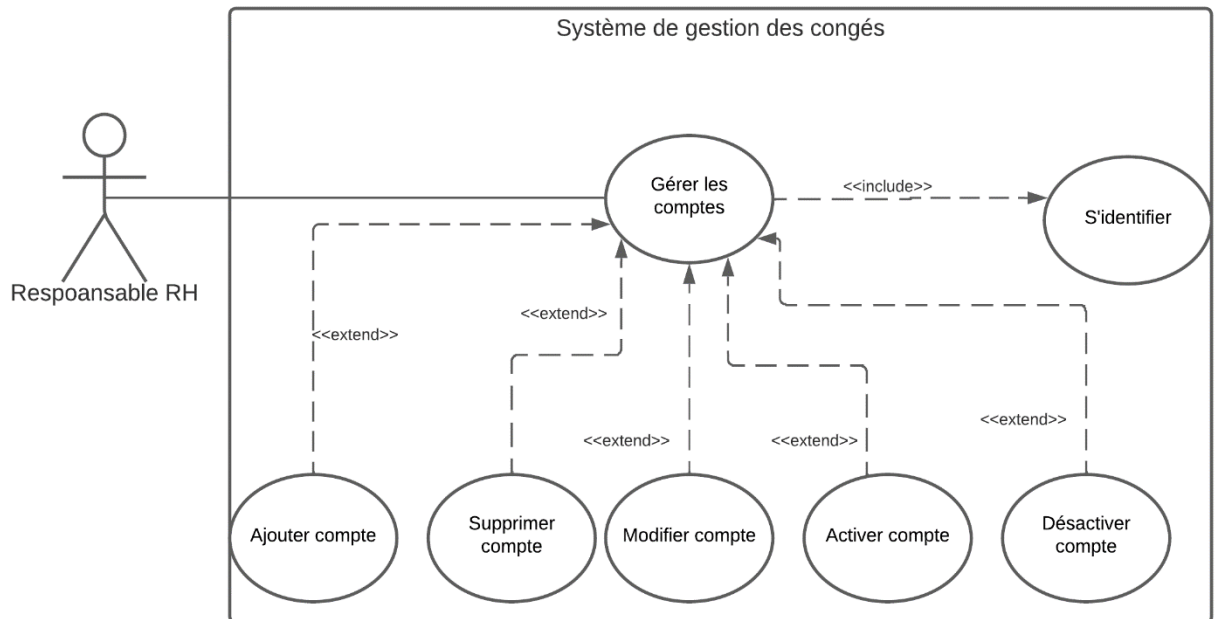 Système de gestion des congés
Gérer les
comptes
<<include>>
S'identifier
Respoansable RH
<<extend>>
<<extend>>
<<extend>>
<<extend>>
<<extend>>
Ajouter compte
Supprimer
compte
Modifier compte
Activer compte
Désactiver
compte